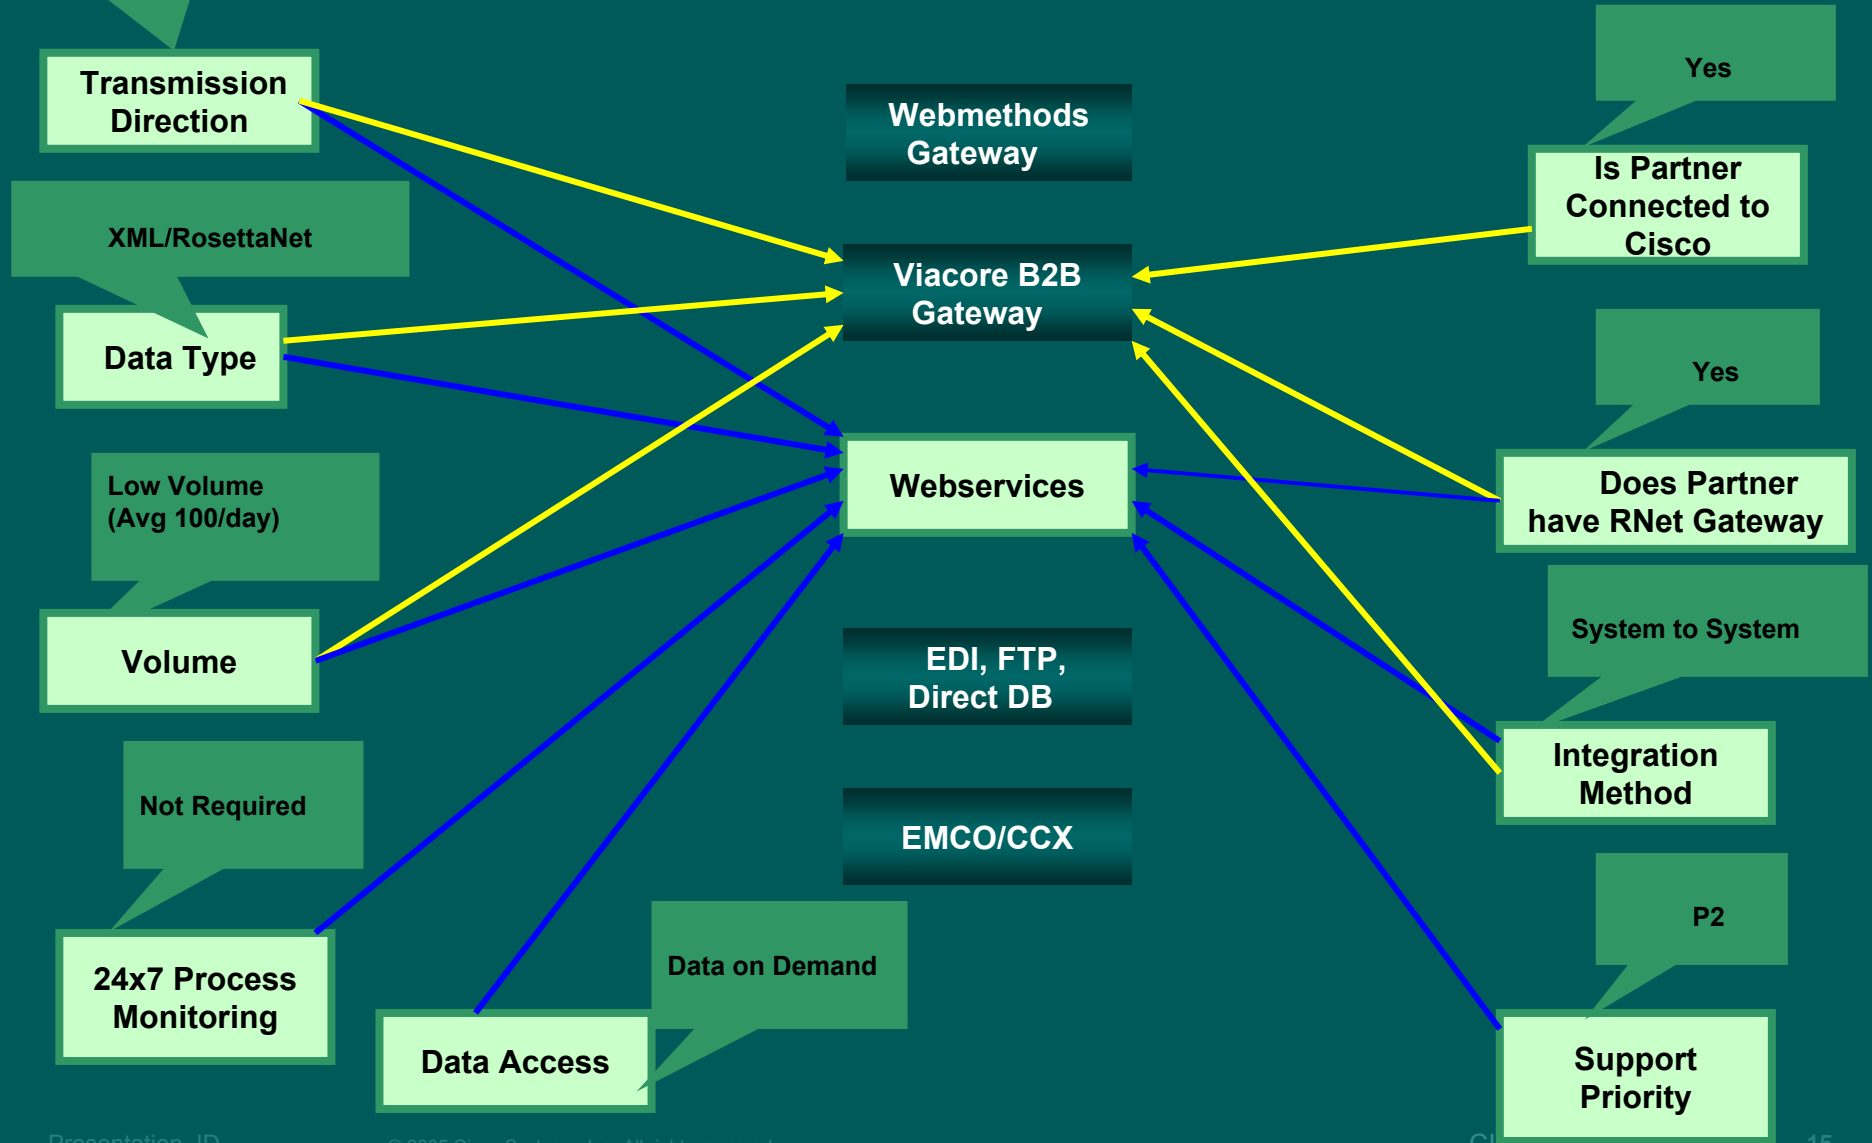 Transmission
Direction
XML/RosettaNet
Data Type
Low Volume
(Avg 100/day)
Volume
Not Required
24x7 Process
Monitoring
Data on Demand
Data Access
Webmethods
Gateway
Viacore B2B
Gateway
Webservices
EDI, FTP,
Direct DB
EMCO/CCX
Yes
Is Partner
Connected to
Cisco
Yes
Does Partner
have RNet Gateway
System to System
Integration
Method
P2
Support
Priority
15